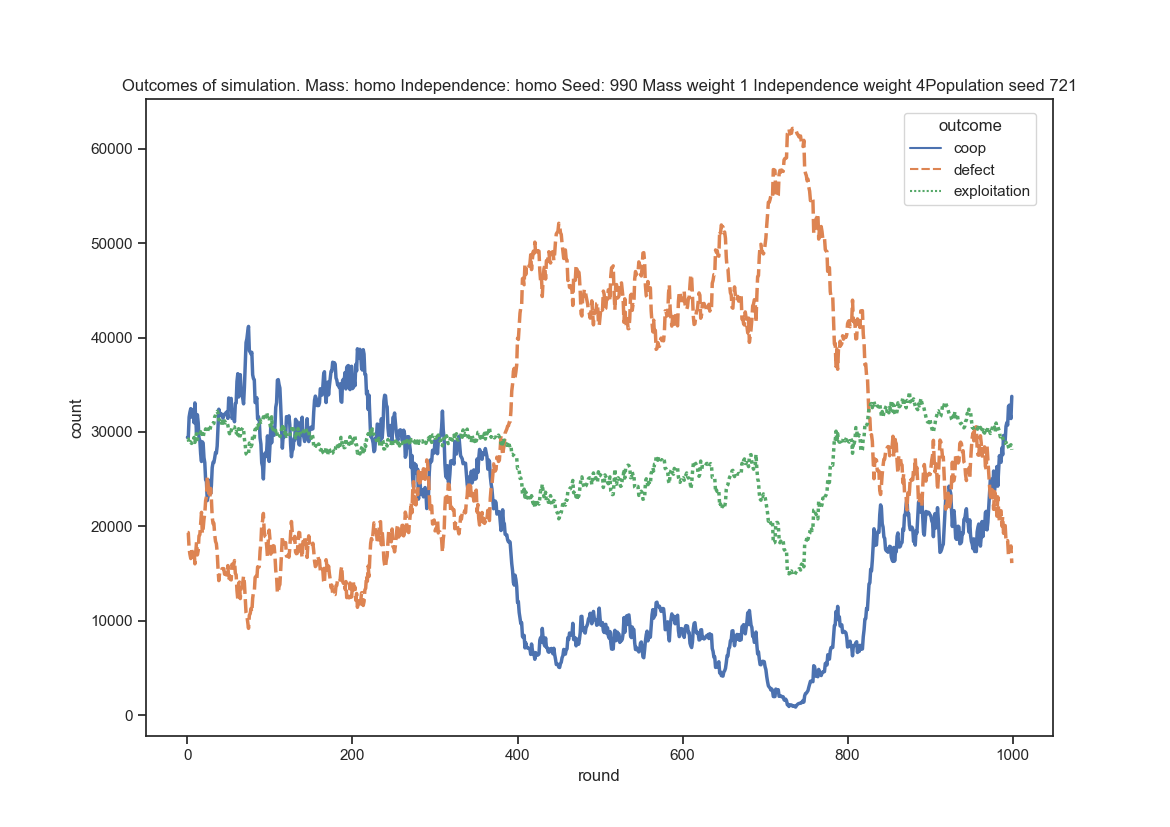 Outcomes of simulation. Mass: homo Independence: homo Seed: 990 Mass weight 1 Independence weight 4Population seed 721
outcome
coop
defect
exploitation
60000
50000
40000
30000
20000
10000
0
count
0 200 400 600 800 1000
round